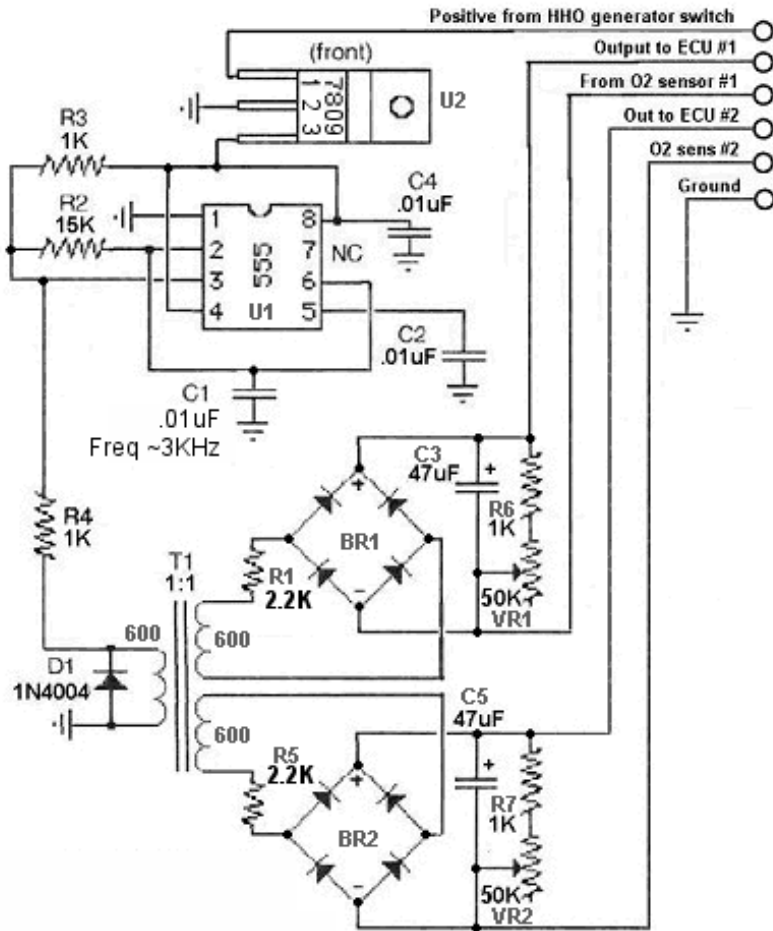 Positive from HHO generator switch
Output to ECU #1
From O2 sensor #1
Out to ECU #2
O2 sens #2
Ground
(front)
1 2 3
7809
U2
R3
1K
R2
15K
1
2
3
4
8
7
6
5
555
U1
NC
C4
.01uF
C2
.01uF
C1
.01uF
Freq ~3KHz
R4
1K
T1
1:1
600
D1
1N4004
600
R1
2.2K
BR1
+
−
C3
47uF
+
R6
1K
50K
VR1
600
R5
2.2K
BR2
+
−
C5
47uF
+
R7
1K
50K
VR2